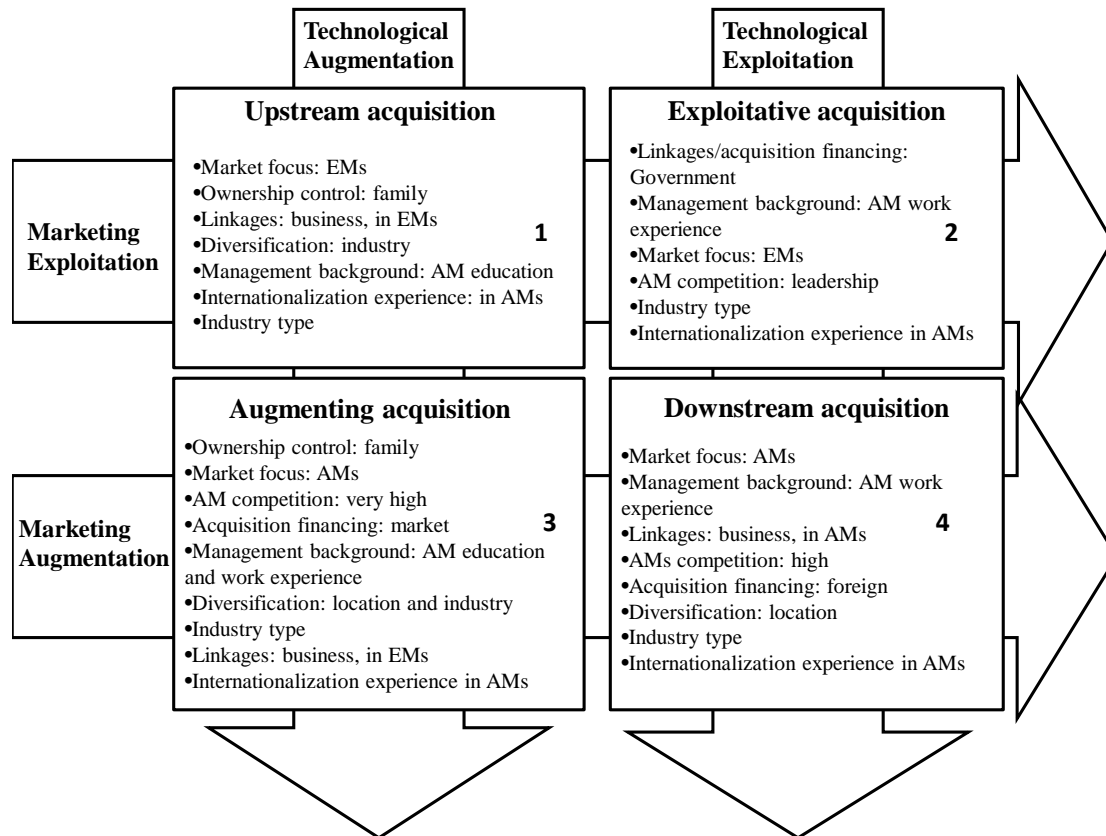 Technological
Augmentation
Technological
Exploitation
Marketing
Exploitation
Upstream acquisition
•Market focus: EMs
•Ownership control: family
•Linkages: business, in EMs
•Diversification: industry
•Management background: AM education
•Internationalization experience: in AMs
•Industry type
1
Exploitative acquisition
•Linkages/acquisition financing:
Government
•Management background: AM work
experience
•Market focus: EMs
•AM competition: leadership
•Industry type
•Internationalization experience in AMs
2
Marketing
Augmentation
Augmenting acquisition
•Ownership control: family
•Market focus: AMs
•AM competition: very high
•Acquisition financing: market
•Management background: AM education
and work experience
•Diversification: location and industry
•Industry type
•Linkages: business, in EMs
•Internationalization experience in AMs
3
Downstream acquisition
•Market focus: AMs
•Management background: AM work
experience
•Linkages: business, in AMs
•AMs competition: high
•Acquisition financing: foreign
•Diversification: location
•Industry type
•Internationalization experience in AMs
4